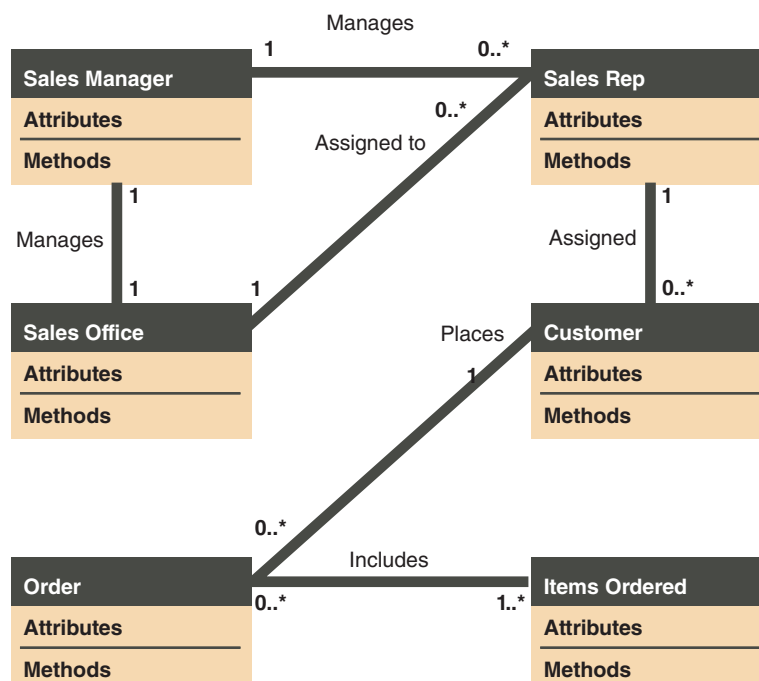 Manages
1 0..*
Sales Manager
Attributes
Methods
Sales Rep
Attributes
Methods
0..*
Assigned to
1
Manages
1
1
1
Assigned
0..*
Sales Office
Attributes
Methods
Customer
Attributes
Methods
Places
1
0..*
Includes
0..* 1..*
Order
Attributes
Methods
Items Ordered
Attributes
Methods